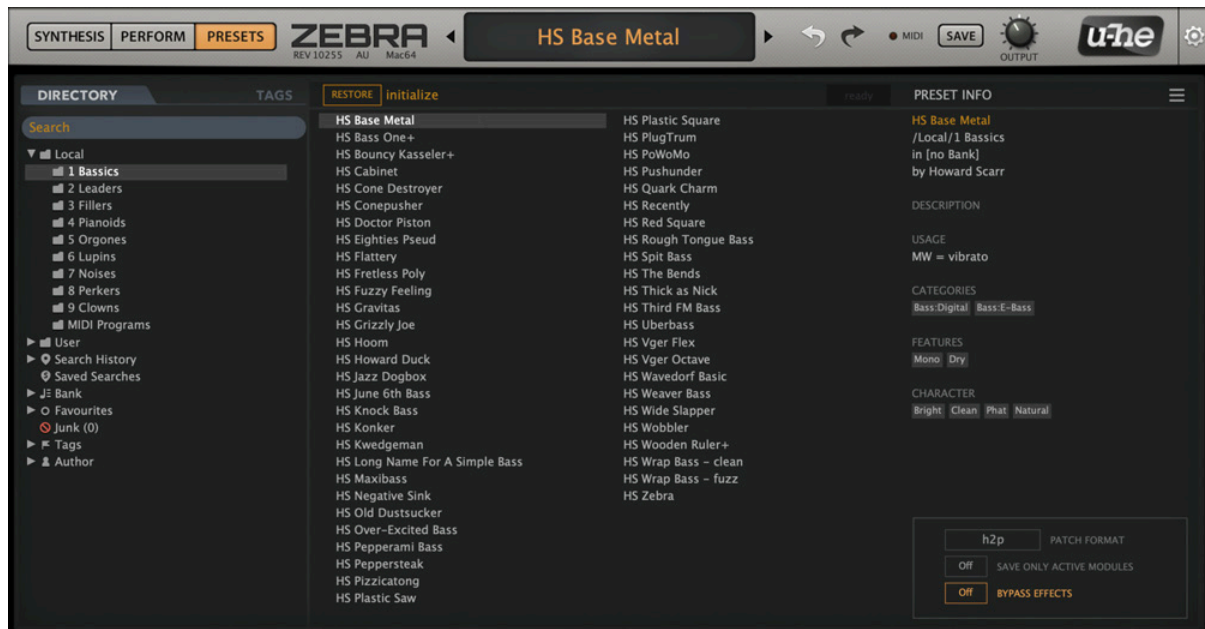 SYNTHESIS PERFORM PRESETS
ZEBRA
REV 10255 AU Mac64
HS Base Metal
MIDI SAVE
OUTPUT
u-he
DIRECTORY TAGS
Search
Local
1 Bassics
2 Leaders
3 Fillers
4 Pianoids
5 Orgones
6 Lupins
7 Noises
8 Perkers
9 Clowns
MIDI Programs
User
Search History
Saved Searches
Bank
Favourites
Junk (0)
Tags
Author
RESTORE initialize ready
HS Base Metal
HS Bass One+
HS Bouncy Kasseler+
HS Cabinet
HS Cone Destroyer
HS Conepusher
HS Doctor Piston
HS Eighties Pseud
HS Flattery
HS Fretless Poly
HS Fuzzy Feeling
HS Gravitas
HS Grizzly Joe
HS Hoom
HS Howard Duck
HS Jazz Dogbox
HS June 6th Bass
HS Knock Bass
HS Konker
HS Kwedgeman
HS Long Name For A Simple Bass
HS Maxibass
HS Negative Sink
HS Old Dustsucker
HS Over-Excited Bass
HS Pepperami Bass
HS Peppersteak
HS Pizzicatong
HS Plastic Saw
HS Plastic Square
HS PlugTrum
HS PoWoMo
HS Pushunder
HS Quark Charm
HS Recently
HS Red Square
HS Rough Tongue Bass
HS Spit Bass
HS The Bends
HS Thick as Nick
HS Third FM Bass
HS Uberbass
HS Vger Flex
HS Vger Octave
HS Wavedorf Basic
HS Weaver Bass
HS Wide Slapper
HS Wobbler
HS Wooden Ruler+
HS Wrap Bass - clean
HS Wrap Bass - fuzz
HS Zebra
PRESET INFO
HS Base Metal
/Local/1 Bassics
in [no Bank]
by Howard Scarr
DESCRIPTION
USAGE
MW = vibrato
CATEGORIES
Bass:Digital Bass:E-Bass
FEATURES
Mono Dry
CHARACTER
Bright Clean Phat Natural
h2p PATCH FORMAT
Off SAVE ONLY ACTIVE MODULES
Off BYPASS EFFECTS